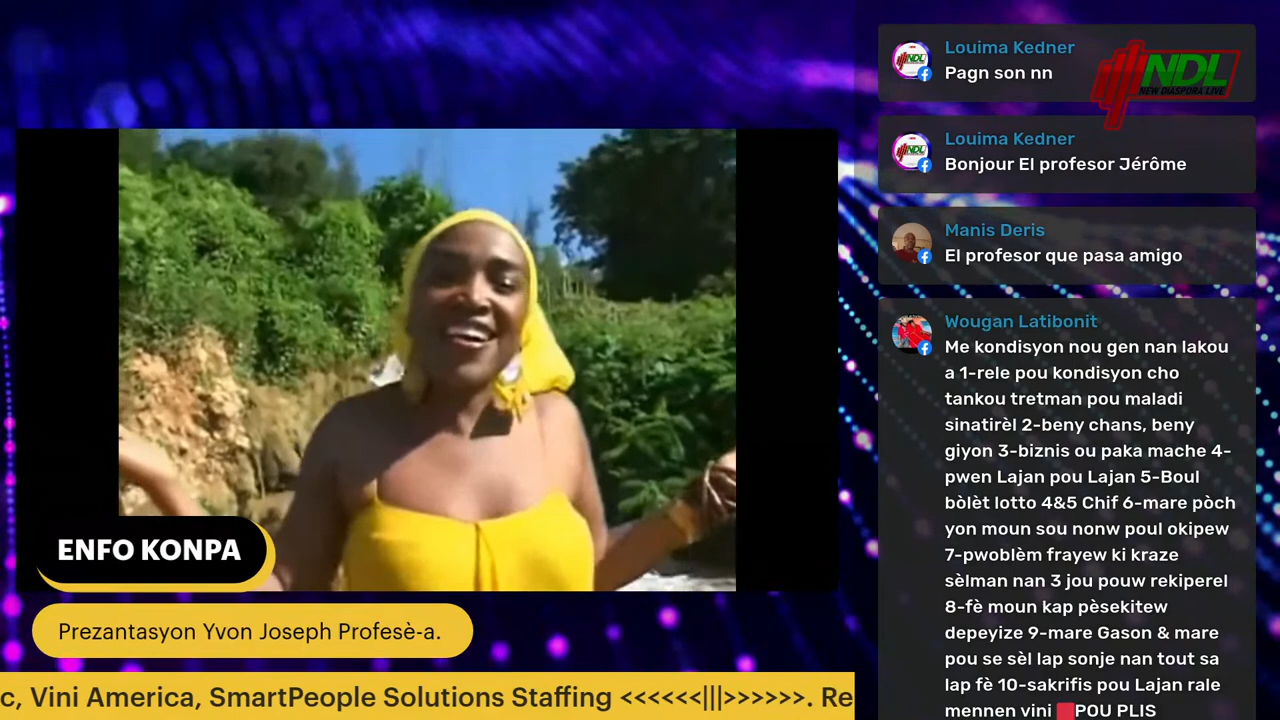 Louima Kedner
Pagn son nn
NDL
NEW DIASPORA LIVE
Louima Kedner
Bonjour El profesor Jérôme
Manis Deris
El profesor que pasa amigo
Wougan Latibonit
Me kondisyon nou gen nan lakou
a 1-rele pou kondisyon cho
tankou tretman pou maladi
sinatirèl 2-beny chans, beny
giyon 3-biznis ou paka mache 4-
pwen Lajan pou Lajan 5-Boul
bòlèt lotto 4&5 Chif 6-mare pòch
yon moun sou nonw poul okipew
7-pwoblèm frayew ki kraze
sèlman nan 3 jou pouw rekiperel
8-fè moun kap pèsekitew
depeyize 9-mare Gason & mare
pou se sèl lap sonje nan tout sa
lap fè 10-sakrifis pou Lajan rale
mennen vini 🟥POU PLIS
ENFO KONPA
Prezantasyon Yvon Joseph Profesè-a.
c, Vini America, SmartPeople Solutions Staffing <<<<<<|||>>>>>>. Re